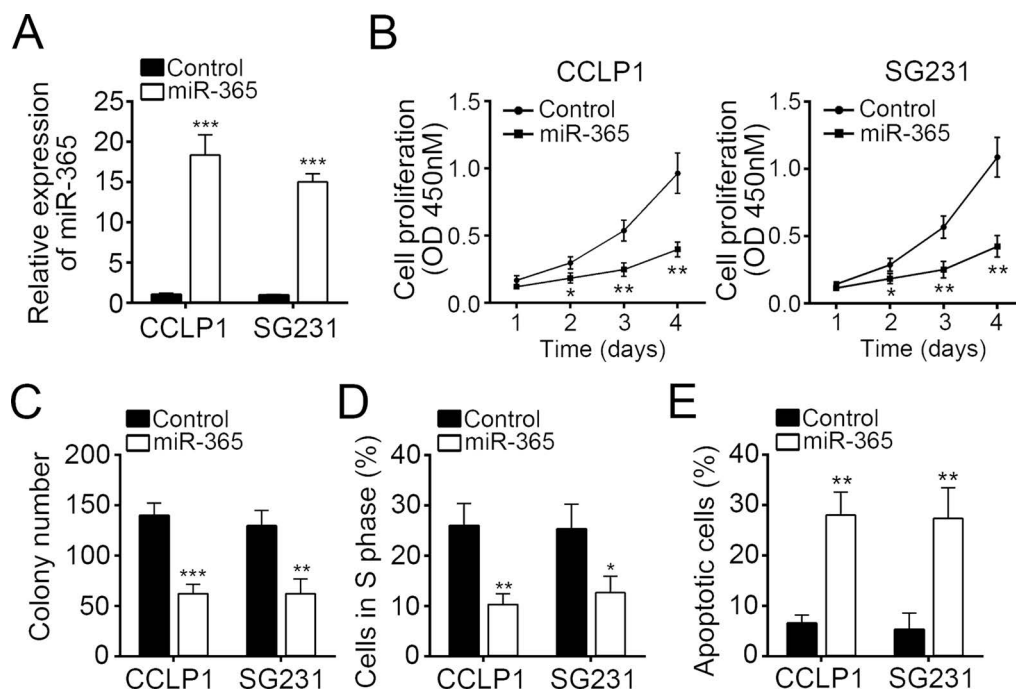 A
Control
miR-365
Relative expression
of miR-365
25
20
15
10
5
0
***
***
CCLP1
SG231
B
CCLP1
Control
miR-365
Cell proliferation
(OD 450nM)
1.5
1.0
0.5
0.0
*
**
**
1 2 3 4
Time (days)
SG231
Control
miR-365
Cell proliferation
(OD 450nM)
1.5
1.0
0.5
0.0
*
**
**
1 2 3 4
Time (days)
C
Control
miR-365
Colony number
200
150
100
50
0
***
**
CCLP1
SG231
D
Control
miR-365
Cells in S phase (%)
40
30
20
10
0
**
*
CCLP1
SG231
E
Control
miR-365
Apoptotic cells (%)
40
30
20
10
0
**
**
CCLP1
SG231